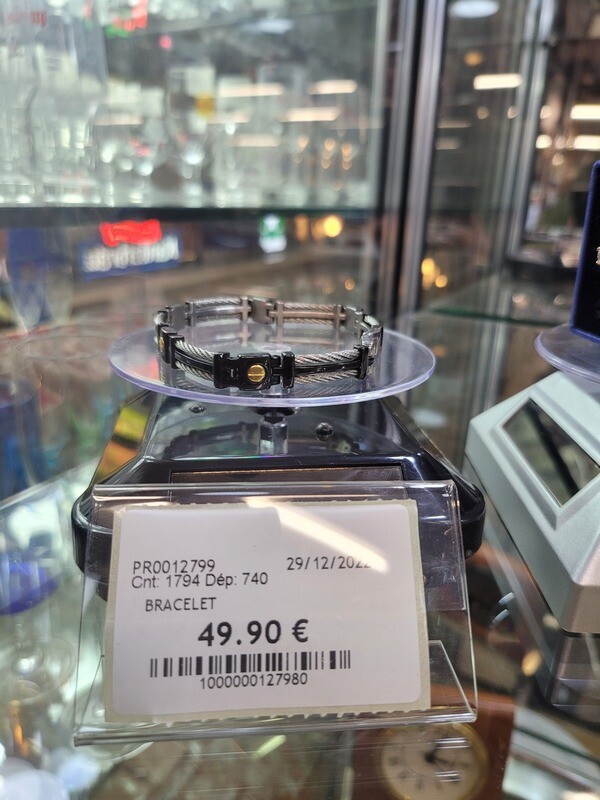 PR0012799 29/12/2022
Cnt: 1794 Dép: 740
BRACELET
49.90 €
1000000127980